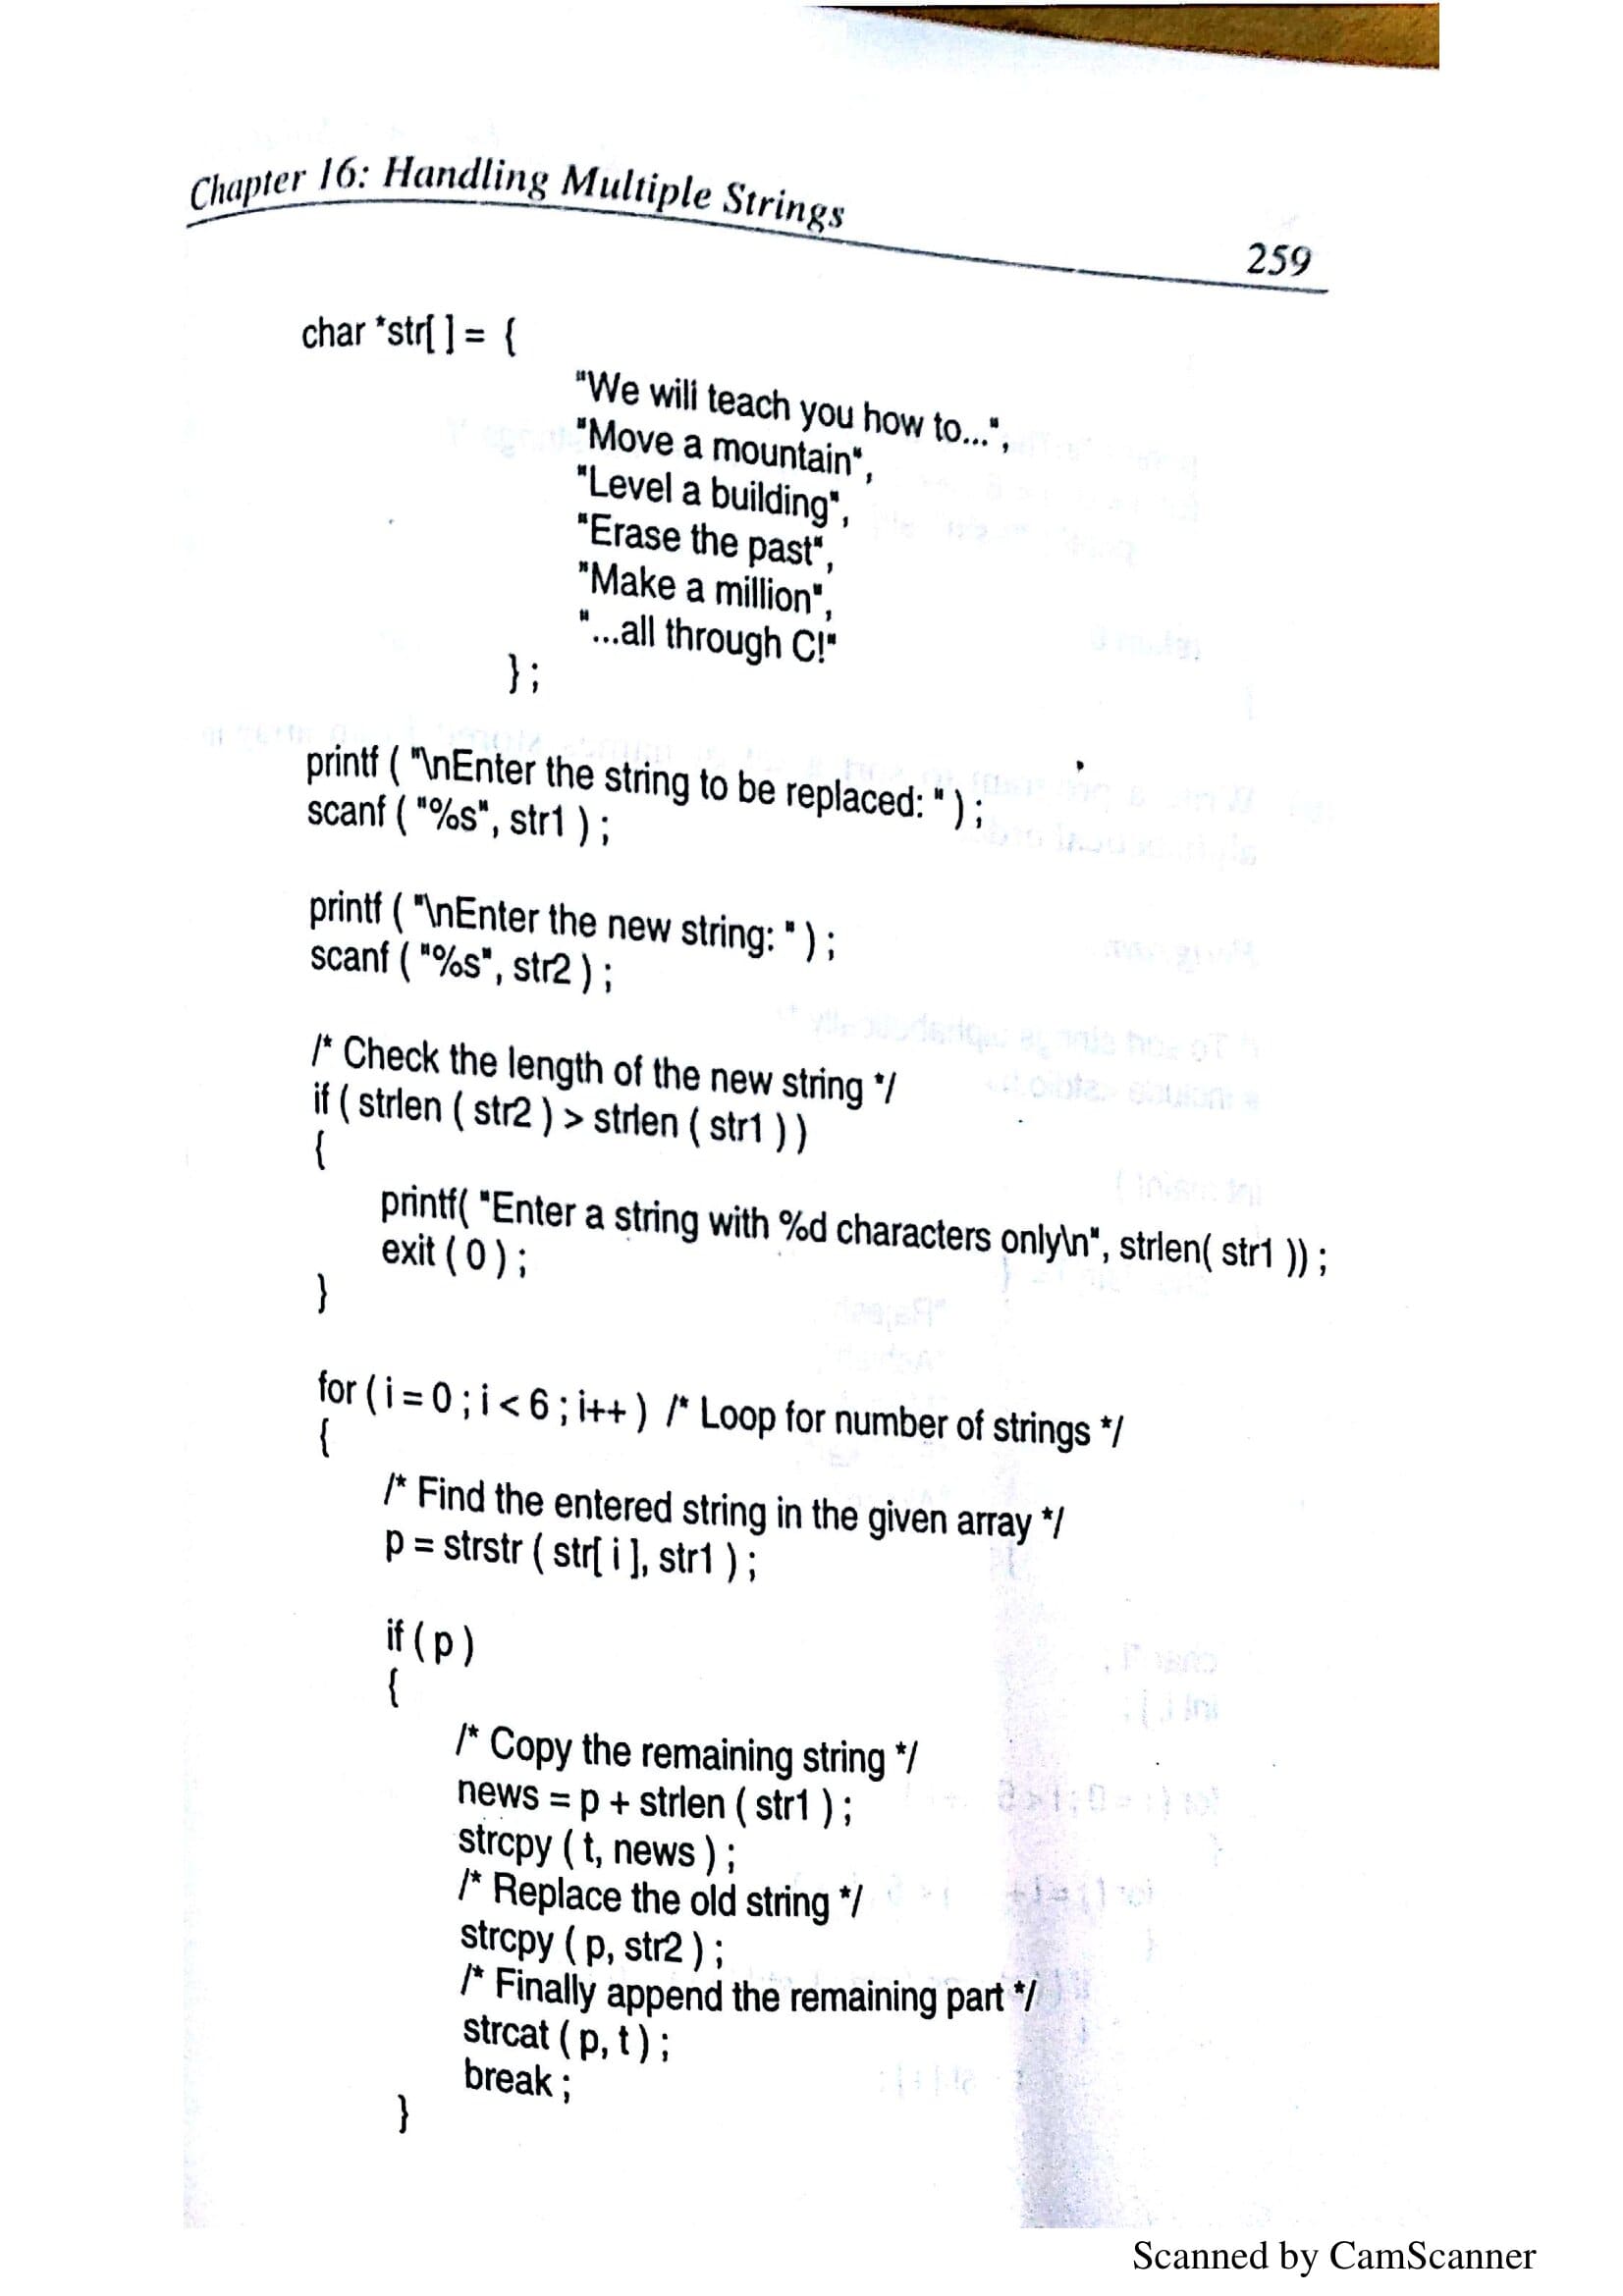 Chapter 16: Handling Multiple Strings
259
char *str[ ] = {
"We will teach you how to...",
"Move a mountain",
"Level a building",
"Erase the past",
"Make a million",
"...all through C!"
} ;
printf ( "\nEnter the string to be replaced: " ) ;
scanf ( "%s", str1 ) ;
printf ( "\nEnter the new string: " ) ;
scanf ( "%s", str2 ) ;
/* Check the length of the new string */
if ( strlen ( str2 ) > strlen ( str1 ) )
{
printf( "Enter a string with %d characters only\n", strlen( str1 )) ;
exit ( 0 ) ;
}
for ( i = 0 ; i < 6 ; i++ ) /* Loop for number of strings */
{
/* Find the entered string in the given array */
p = strstr ( str[ i ], str1 ) ;
if ( p )
{
/* Copy the remaining string */
news = p + strlen ( str1 ) ;
strcpy ( t, news ) ;
/* Replace the old string */
strcpy ( p, str2 ) ;
/* Finally append the remaining part */
strcat ( p, t ) ;
break ;
}
Scanned by CamScanner